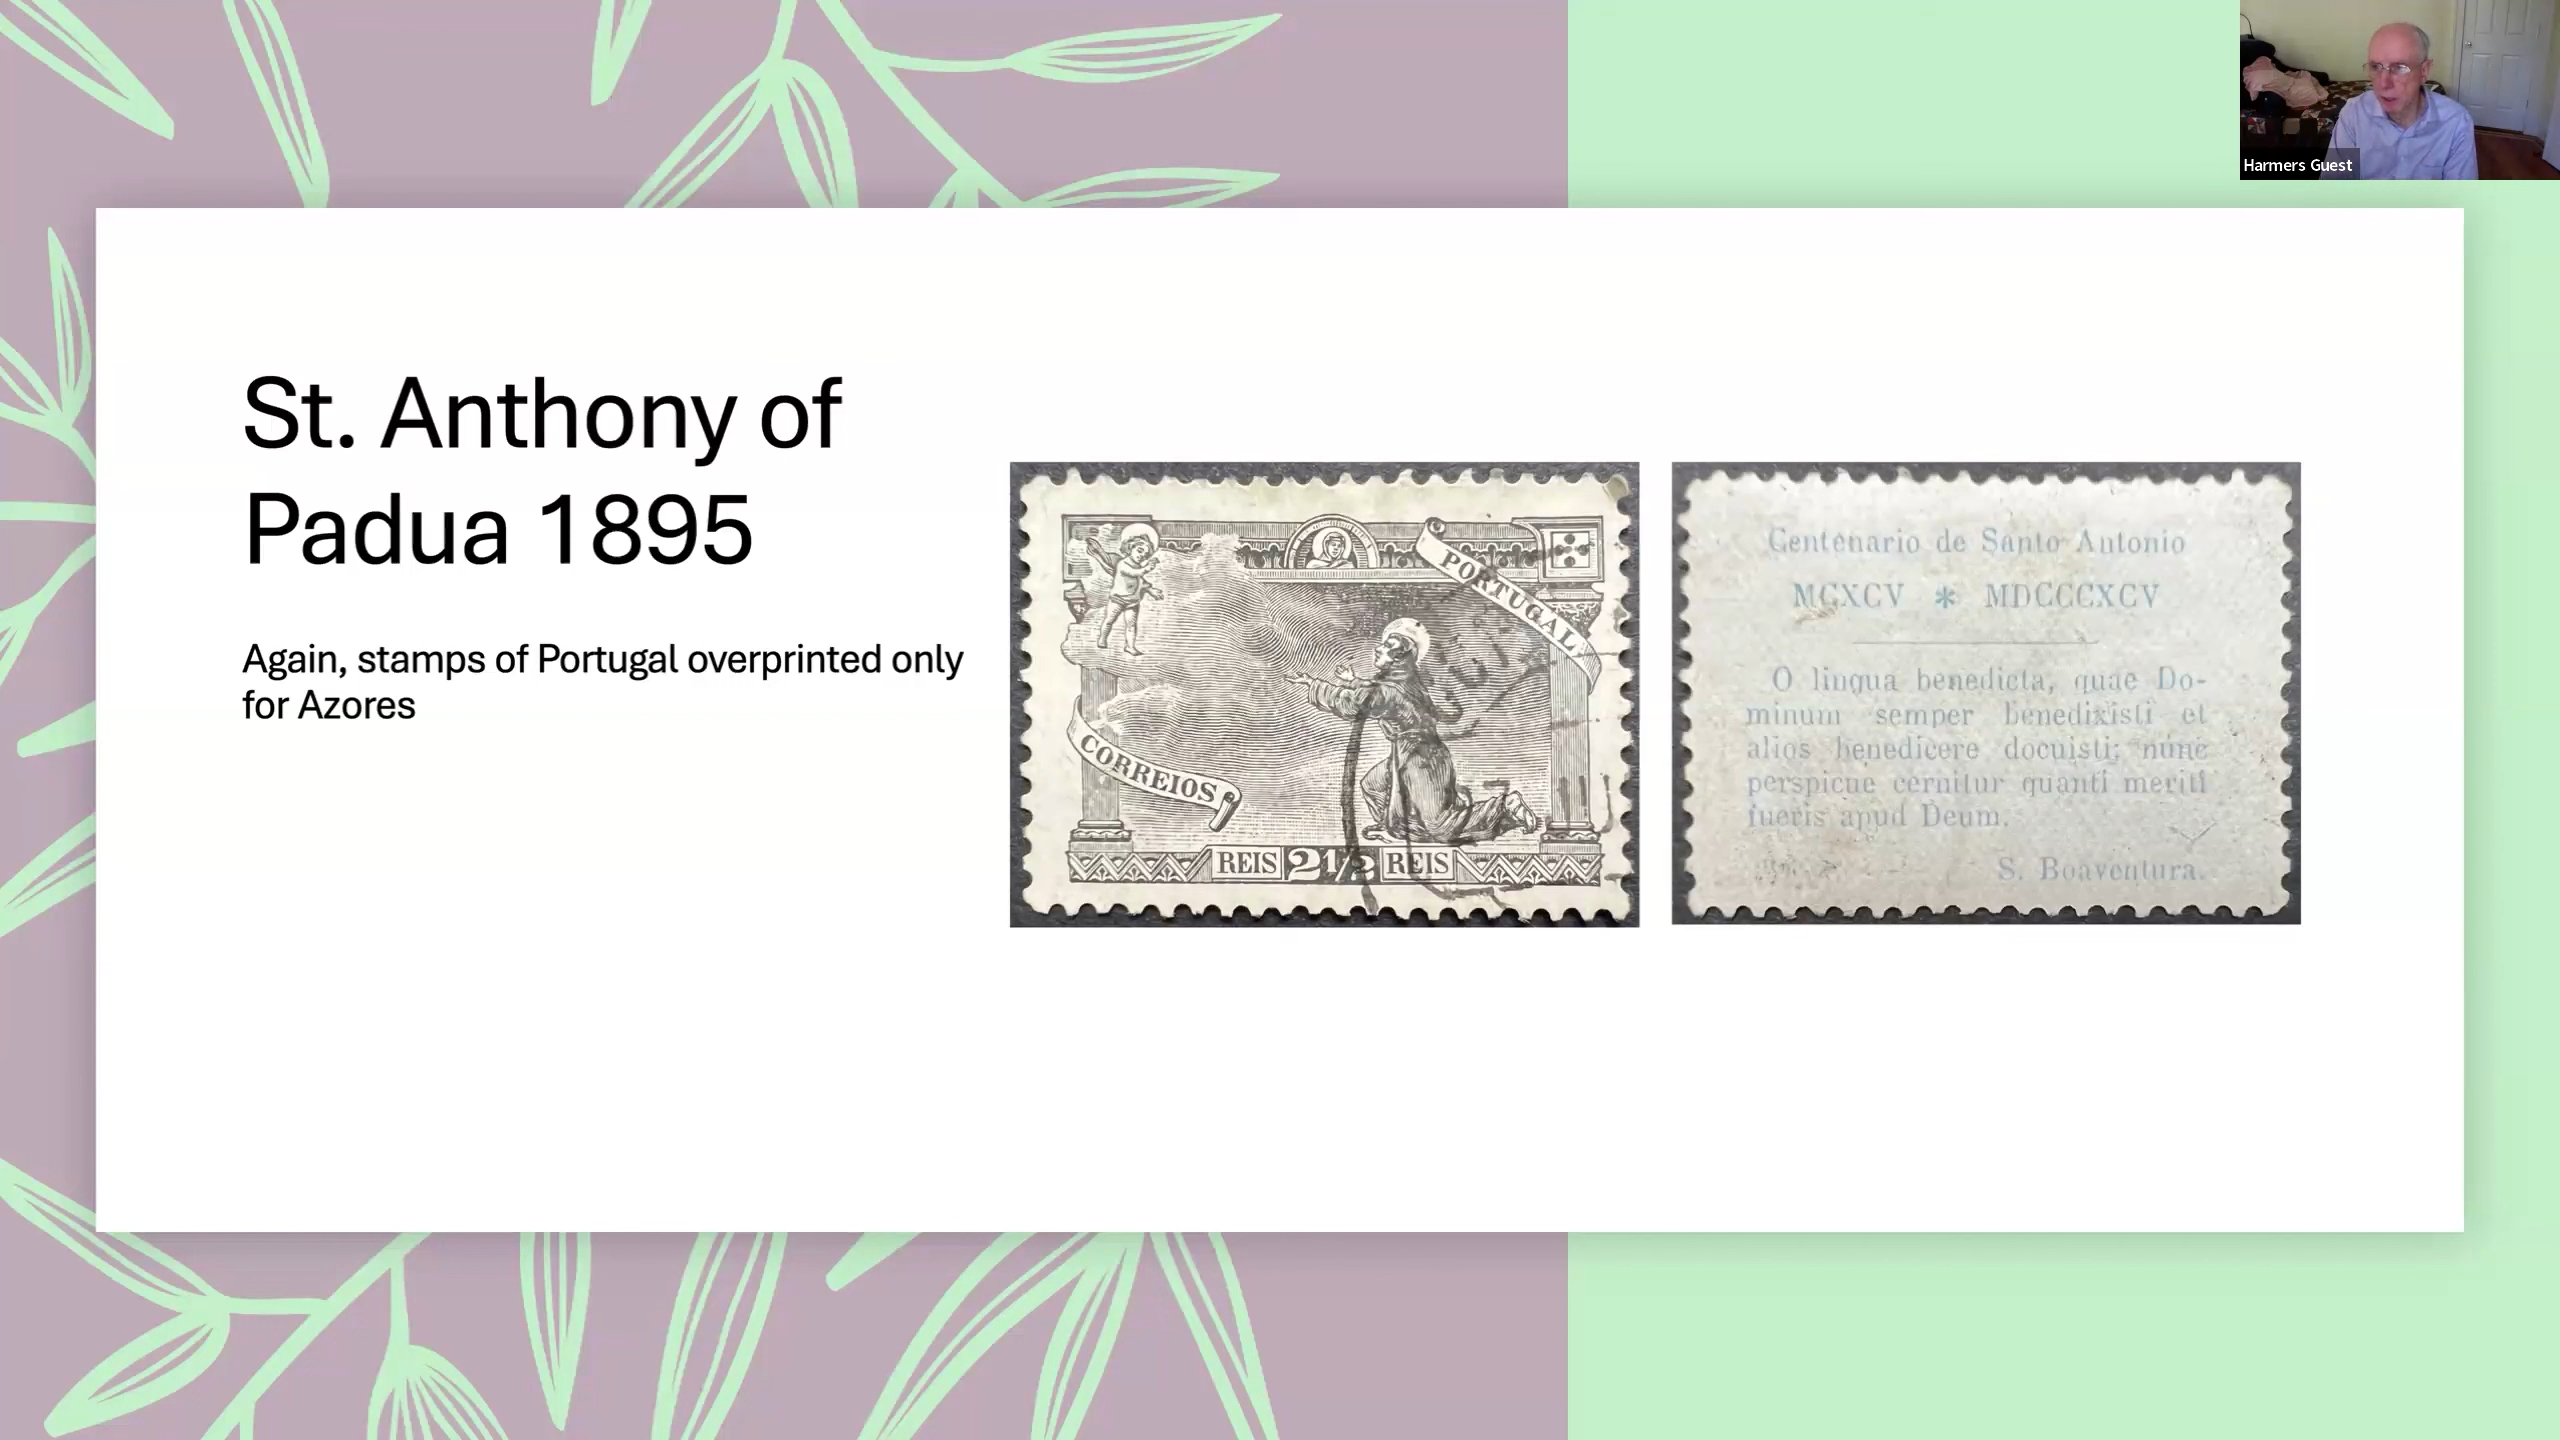 Harmers Guest
St. Anthony of
Padua 1895
Again, stamps of Portugal overprinted only
for Azores
PORTUGAL
CORREIOS
REIS 2 1/2 REIS
Centenario de Santo Antonio
MCXCV * MDCCCXCV
O lingua benedicta, quae Do-
minum semper benedixisti et
alios benedicere docuisti; nunc
perspicue cernitur quanti meriti
fueris apud Deum.
S. Boaventura.